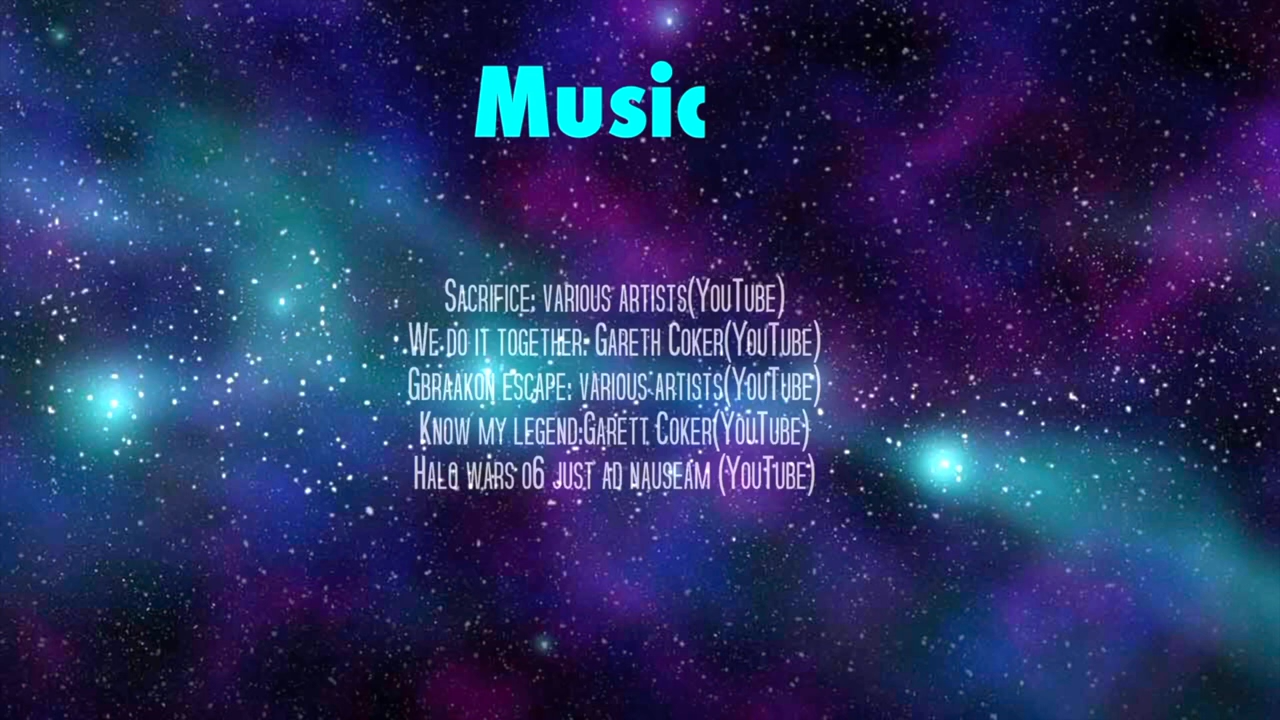 Music
Sacrifice: various artists(YouTube)
We do it together: Gareth Coker(YouTube)
Gbraakon escape: various artists(YouTube)
Know my legend:Garett Coker(YouTube)
Halo wars 06 just ad nauseam (YouTube)